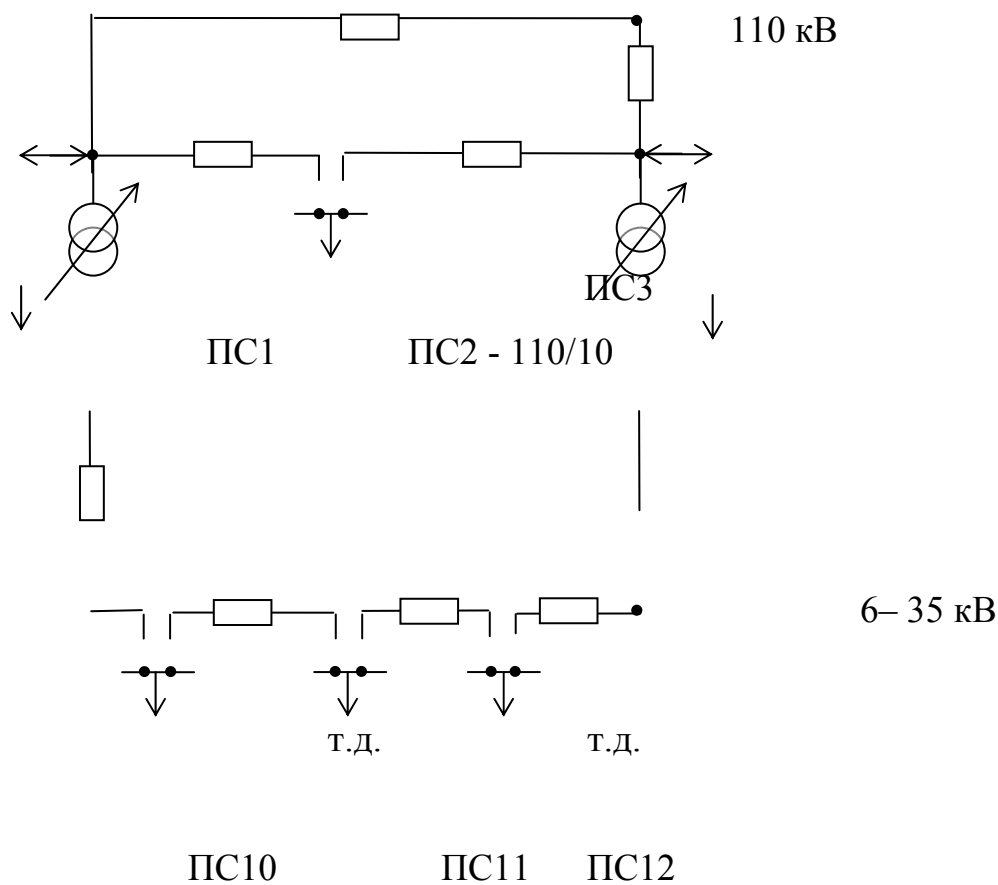 110 кВ
ПС3
ПС1 ПС2 - 110/10
6– 35 кВ
т.д. т.д.
ПС10 ПС11 ПС12